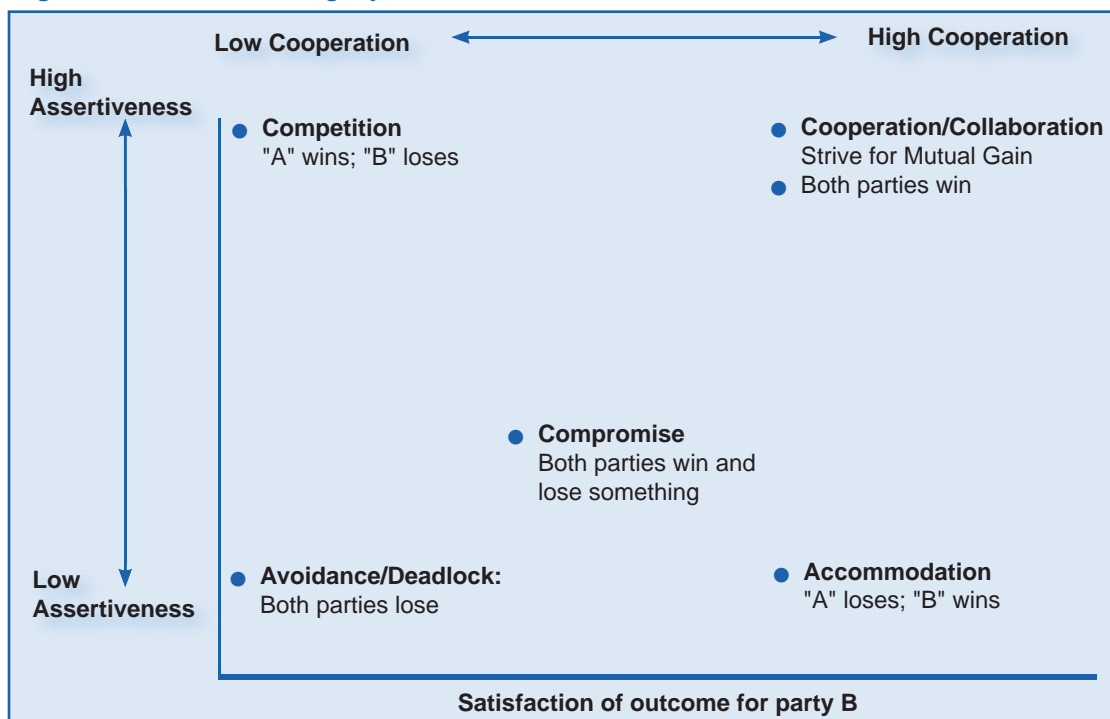 Low Cooperation
High Cooperation
High
Assertiveness
Competition
"A" wins; "B" loses
Cooperation/Collaboration
Strive for Mutual Gain
Both parties win
Compromise
Both parties win and
lose something
Low
Assertiveness
Avoidance/Deadlock:
Both parties lose
Accommodation
"A" loses; "B" wins
Satisfaction of outcome for party B